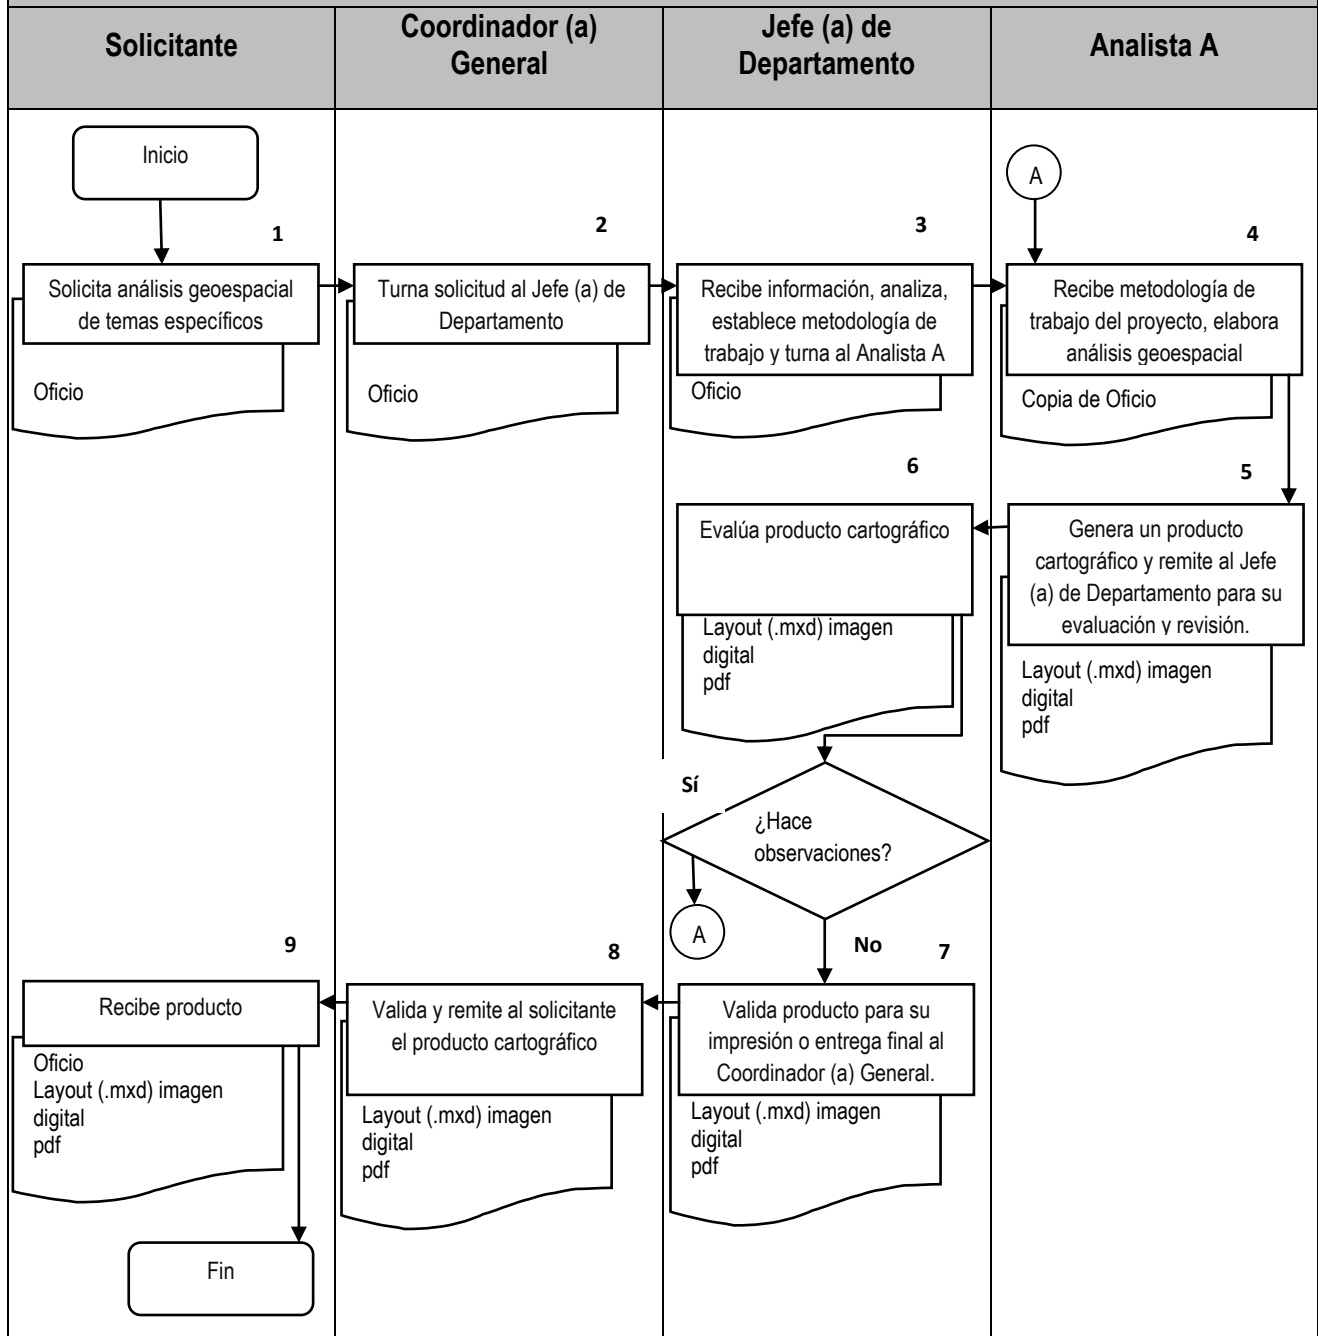 Solicitante
Coordinador (a)
General
Jefe (a) de
Departamento
Analista A
Inicio
A
1
2
3
4
Solicita análisis geoespacial
de temas específicos
Oficio
Turna solicitud al Jefe (a) de
Departamento
Oficio
Recibe información, analiza,
establece metodología de
trabajo y turna al Analista A
Oficio
Recibe metodología de
trabajo del proyecto, elabora
análisis geoespacial
Copia de Oficio
6
5
Evalúa producto cartográfico
Layout (.mxd) imagen
digital
pdf
Genera un producto
cartográfico y remite al Jefe
(a) de Departamento para su
evaluación y revisión.
Layout (.mxd) imagen
digital
pdf
Sí
¿Hace
observaciones?
A
No
9
8
7
Recibe producto
Oficio
Layout (.mxd) imagen
digital
pdf
Valida y remite al solicitante
el producto cartográfico
Layout (.mxd) imagen
digital
pdf
Valida producto para su
impresión o entrega final al
Coordinador (a) General.
Layout (.mxd) imagen
digital
pdf
Fin